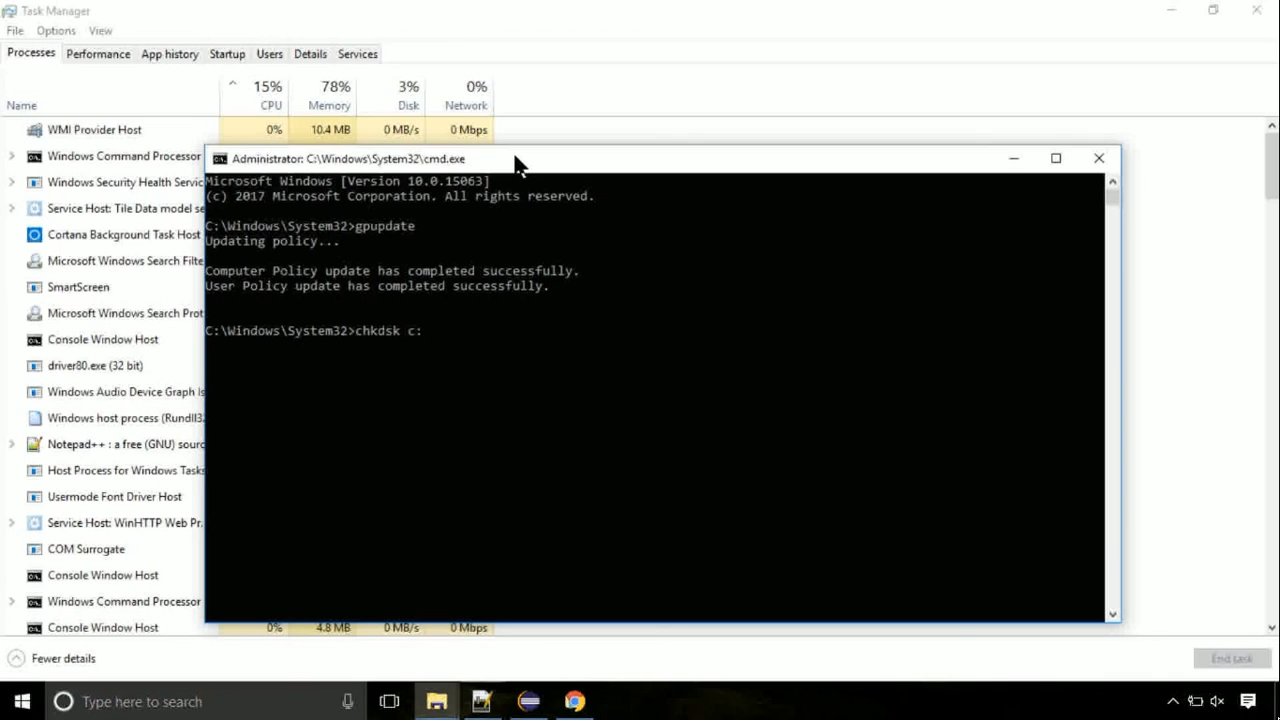 Task Manager
File Options View
Processes Performance App history Startup Users Details Services
15% 78% 3% 0%
Name CPU Memory Disk Network
WMI Provider Host 0% 10.4 MB 0 MB/s 0 Mbps
Windows Command Processor
Windows Security Health Servic
Service Host: Tile Data model se
Cortana Background Task Host
Microsoft Windows Search Filte
SmartScreen
Microsoft Windows Search Prot
Console Window Host
driver80.exe (32 bit)
Windows Audio Device Graph Is
Windows host process (Rundll32
Notepad++ : a free (GNU) sourc
Host Process for Windows Tasks
Usermode Font Driver Host
Service Host: WinHTTP Web Pr.
COM Surrogate
Console Window Host
Windows Command Processor
Console Window Host 0% 4.8 MB 0 MB/s 0 Mbps
Administrator: C:\Windows\System32\cmd.exe
Microsoft Windows [Version 10.0.15063]
(c) 2017 Microsoft Corporation. All rights reserved.
C:\Windows\System32>gpupdate
Updating policy...
Computer Policy update has completed successfully.
User Policy update has completed successfully.
C:\Windows\System32>chkdsk c:
Fewer details
End task
Type here to search